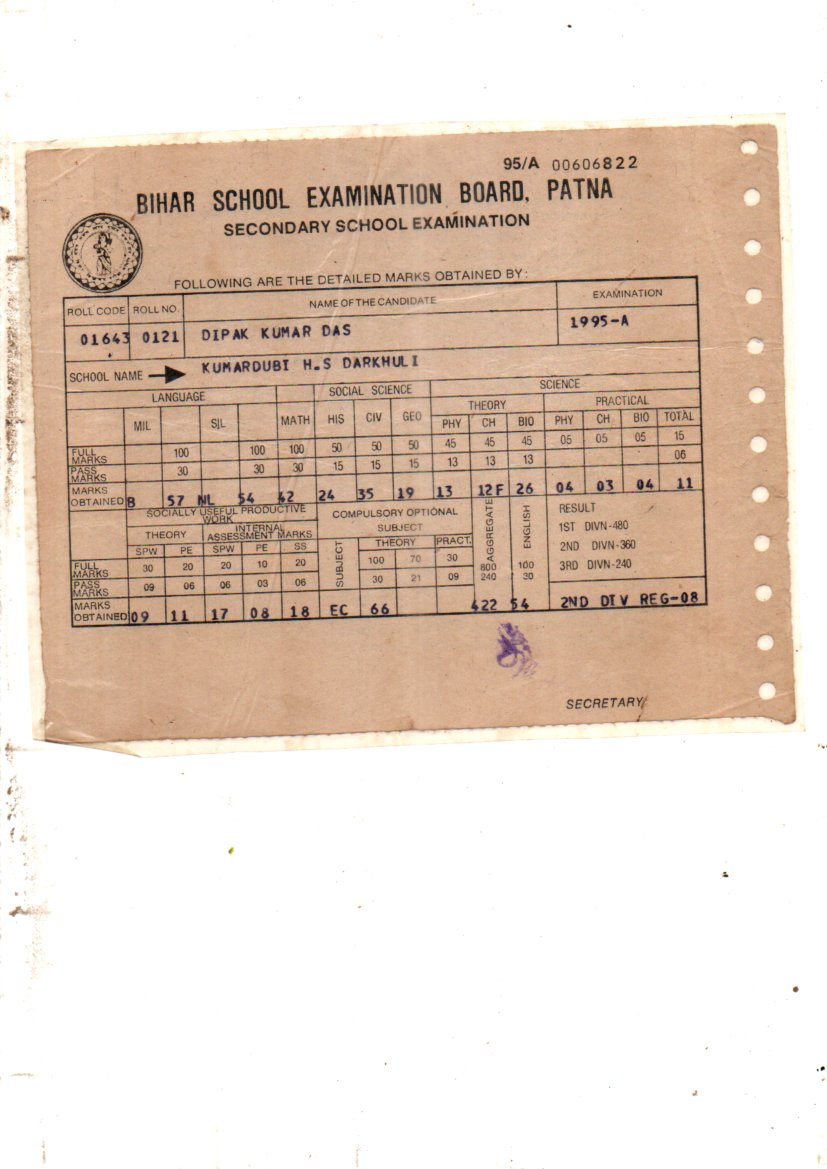 95/A 00606822
BIHAR SCHOOL EXAMINATION BOARD, PATNA
SECONDARY SCHOOL EXAMINATION
FOLLOWING ARE THE DETAILED MARKS OBTAINED BY:
ROLL CODE ROLL NO. NAME OF THE CANDIDATE EXAMINATION
01643 0121 DIPAK KUMAR DAS 1995-A
SCHOOL NAME KUMARDUBI H.S DARKHULI
LANGUAGE SOCIAL SCIENCE SCIENCE
THEORY PRACTICAL
MIL SJL MATH HIS CIV GEO PHY CH BIO PHY CH BIO TOTAL
FULL MARKS 100 100 100 50 50 50 45 45 45 05 05 05 15
PASS MARKS 30 30 30 15 15 15 13 13 13 06
MARKS OBTAINED B 57 NL 54 42 24 35 19 13 12F 26 04 03 04 11
SOCIALLY USEFUL PRODUCTIVE WORK COMPULSORY OPTIONAL SUBJECT AGGREGATE ENGLISH RESULT
THEORY INTERNAL ASSESSMENT MARKS SUBJECT THEORY PRACT. 1ST DIVN-480
SPW PE SPW PE SS 2ND DIVN-360
FULL MARKS 30 20 20 10 20 100 70 30 800 100 3RD DIVN-240
PASS MARKS 09 06 06 03 06 30 21 09 240 30
MARKS OBTAINED 09 11 17 08 18 EC 66 422 54 2ND DIV REG-08
SECRETARY